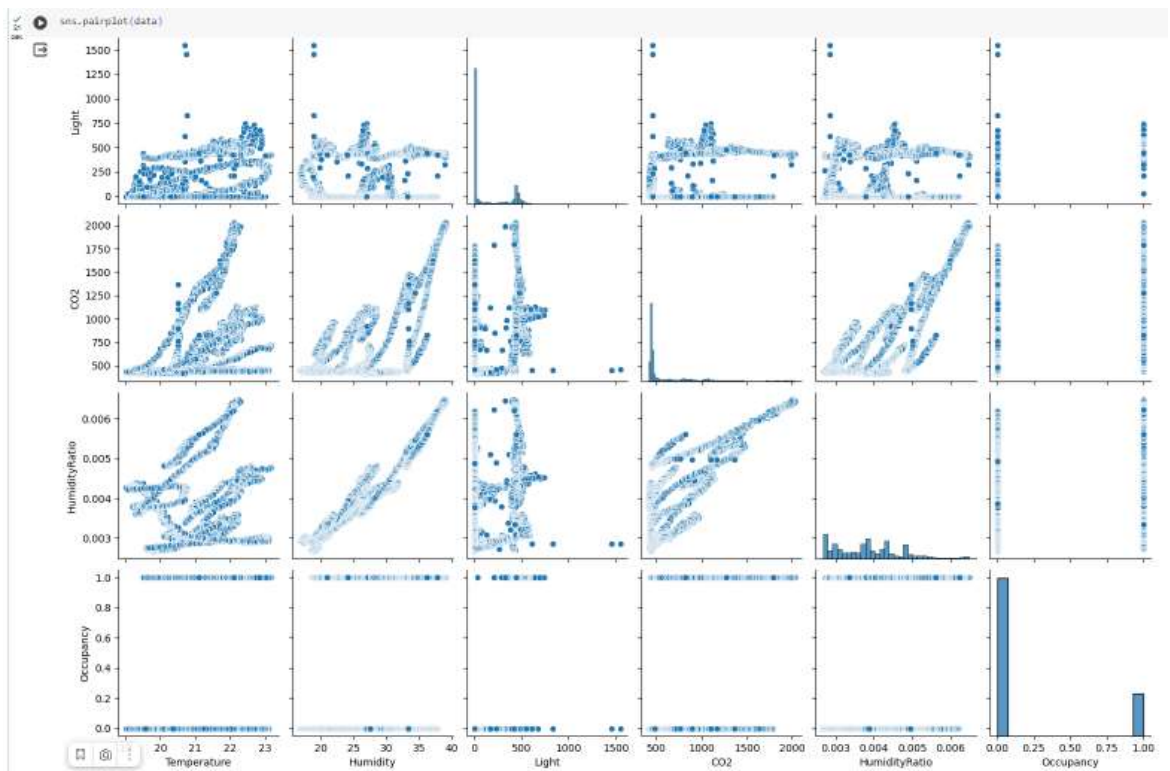 sns.pairplot(data)
1500
1250
1000
750
500
250
0
Light
2000
1750
1500
1250
1000
750
500
CO2
0.006
0.005
0.004
0.003
HumidityRatio
1.0
0.8
0.6
0.4
0.2
0.0
Occupancy
20 21 22 23
20 25 30 35 40
0 500 1000 1500
500 1000 1500 2000
0.003 0.004 0.005 0.006
0.00 0.25 0.50 0.75 1.00
Temperature Humidity Light CO2 HumidityRatio Occupancy